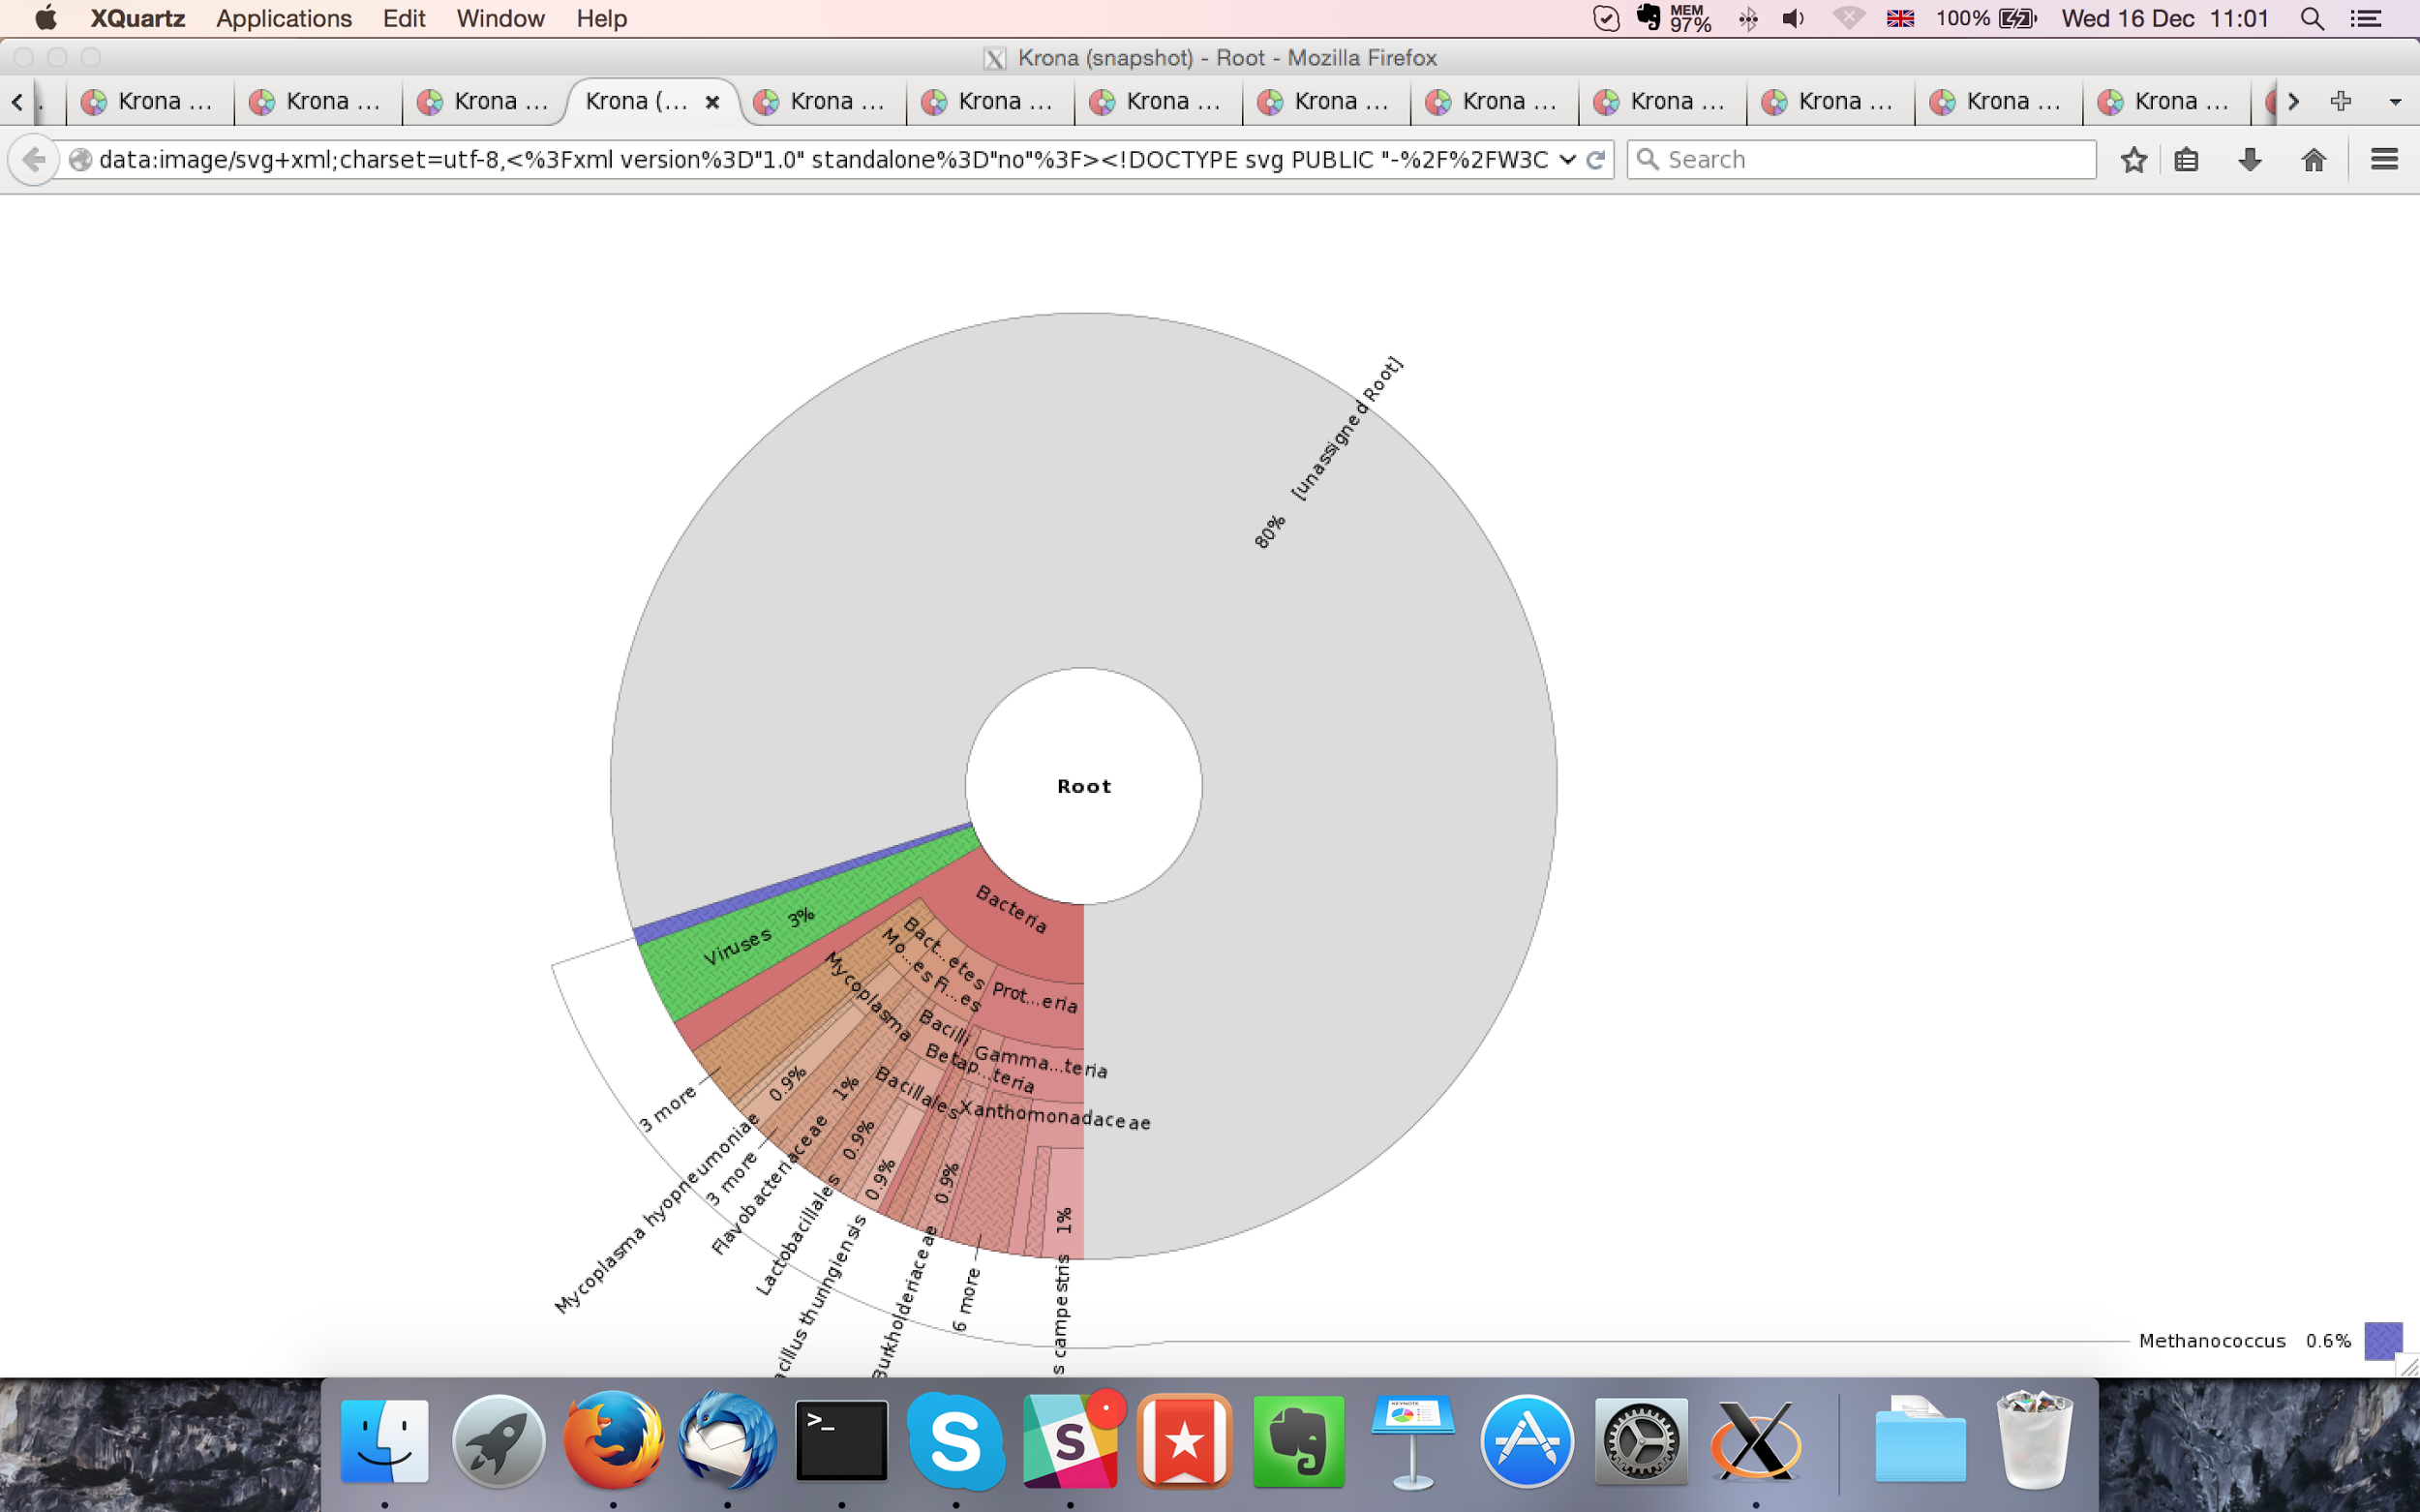 XQuartz Applications Edit Window Help MEM 97% 100% Wed 16 Dec 11:01
Krona (snapshot) - Root - Mozilla Firefox
Krona ... Krona ... Krona ... Krona (... Krona ... Krona ... Krona ... Krona ... Krona ... Krona ... Krona ... Krona ... Krona ...
data:image/svg+xml;charset=utf-8,<%3Fxml version%3D"1.0" standalone%3D"no"%3F><!DOCTYPE svg PUBLIC "-%2F%2FW3C
Search
80% [unassigned Root]
Root
Viruses 3%
Bacteria
Bact...etes
Mo...es
Fi...es
Prot...eria
Mycoplasma
Bacilli
Gamma...teria
Betap...teria
Bacillales
Xanthomonadaceae
3 more
Mycoplasma hyopneumoniae 0.9%
3 more
Flavobacteriaceae 1%
Lactobacillales 0.9%
acillus thuringiensis 0.9%
Burkholderiaceae 0.9%
6 more
s campestris 1%
Methanococcus 0.6%
KEYNOTE